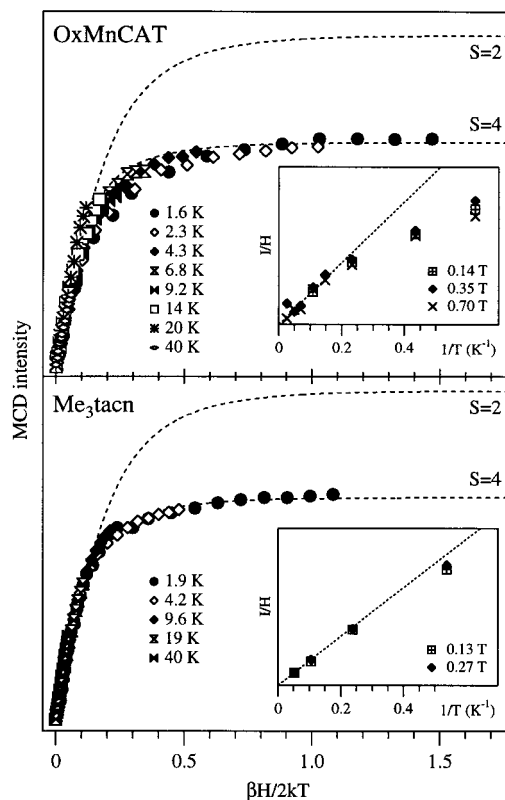 OxMnCAT
S=2
S=4
1.6 K
2.3 K
4.3 K
6.8 K
9.2 K
14 K
20 K
40 K
I/H
0.14 T
0.35 T
0.70 T
0
0.2
0.4
1/T (K⁻¹)
MCD intensity
Me₃tacn
S=2
S=4
1.9 K
4.2 K
9.6 K
19 K
40 K
I/H
0.13 T
0.27 T
0
0.2
0.4
1/T (K⁻¹)
0
0.5
1.0
1.5
βH/2kT